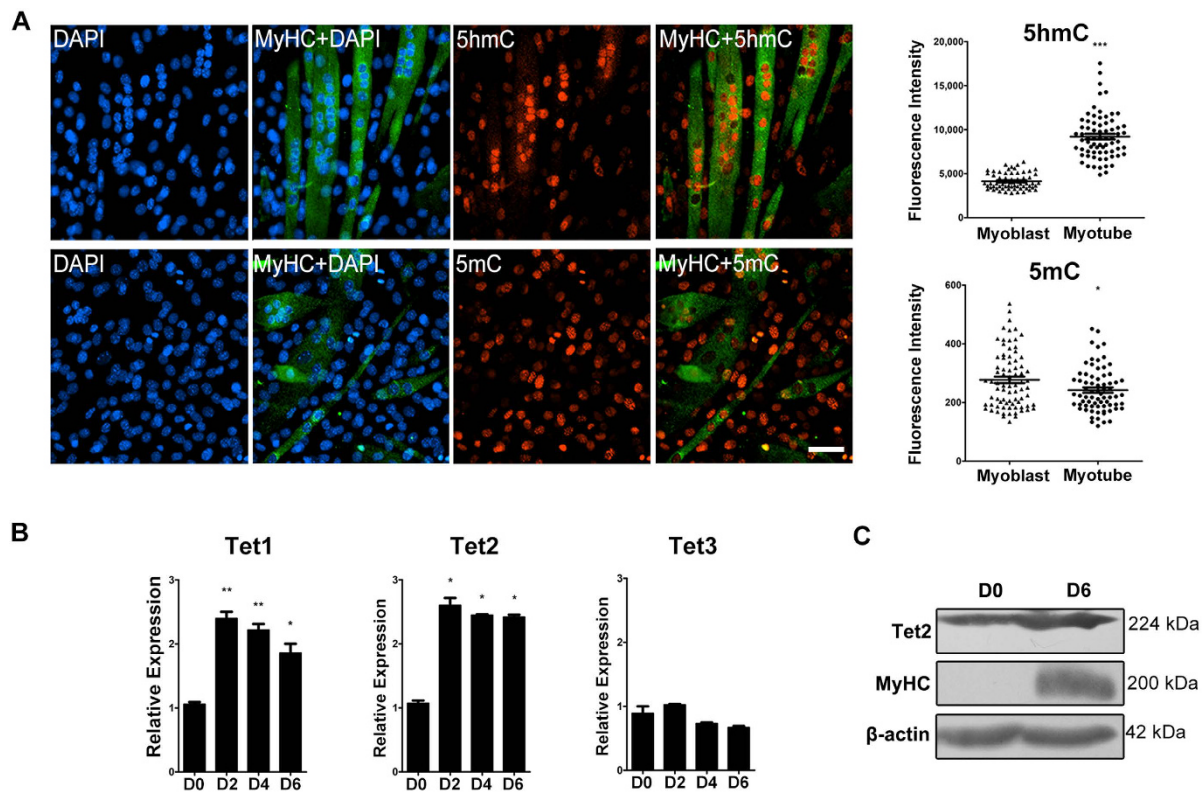 A
DAPI
MyHC+DAPI
5hmC
MyHC+5hmC
DAPI
MyHC+DAPI
5mC
MyHC+5mC
5hmC
***
Fluorescence Intensity
20,000
15,000
10,000
5,000
0
Myoblast Myotube
5mC
*
Fluorescence Intensity
600
400
200
0
Myoblast Myotube
B
Tet1
Relative Expression
3
2
1
0
** ** *
D0 D2 D4 D6
Tet2
Relative Expression
3
2
1
0
* * *
D0 D2 D4 D6
Tet3
Relative Expression
3
2
1
0
D0 D2 D4 D6
C
D0 D6
Tet2 224 kDa
MyHC 200 kDa
β-actin 42 kDa